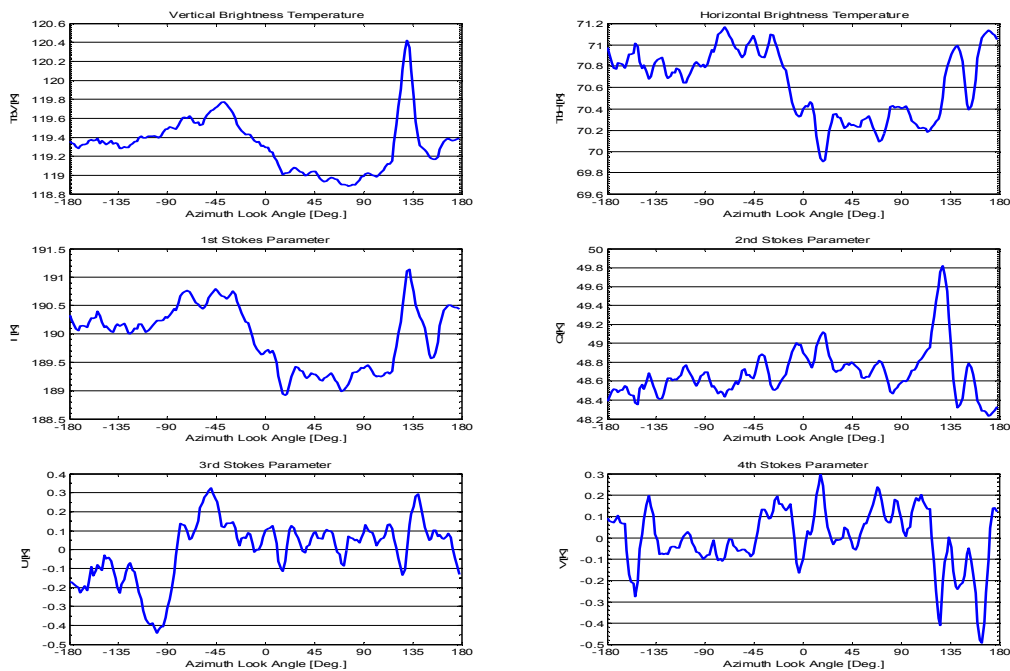 Vertical Brightness Temperature
120.6
120.4
120.2
120
119.8
119.6
119.4
119.2
119
118.8
TbV[K]
-180 -135 -90 -45 0 45 90 135 180
Azimuth Look Angle [Deg.]
Horizontal Brightness Temperature
71.2
71
70.8
70.6
70.4
70.2
70
69.8
69.6
TbH[K]
-180 -135 -90 -45 0 45 90 135 180
Azimuth Look Angle [Deg.]
1st Stokes Parameter
191.5
191
190.5
190
189.5
189
188.5
I [K]
-180 -135 -90 -45 0 45 90 135 180
Azimuth Look Angle [Deg.]
2nd Stokes Parameter
50
49.8
49.6
49.4
49.2
49
48.8
48.6
48.4
48.2
Q[K]
-180 -135 -90 -45 0 45 90 135 180
Azimuth Look Angle [Deg.]
3rd Stokes Parameter
0.4
0.3
0.2
0.1
0
-0.1
-0.2
-0.3
-0.4
-0.5
U[K]
-180 -135 -90 -45 0 45 90 135 180
Azimuth Look Angle [Deg.]
4th Stokes Parameter
0.3
0.2
0.1
0
-0.1
-0.2
-0.3
-0.4
-0.5
V[K]
-180 -135 -90 -45 0 45 90 135 180
Azimuth Look Angle [Deg.]